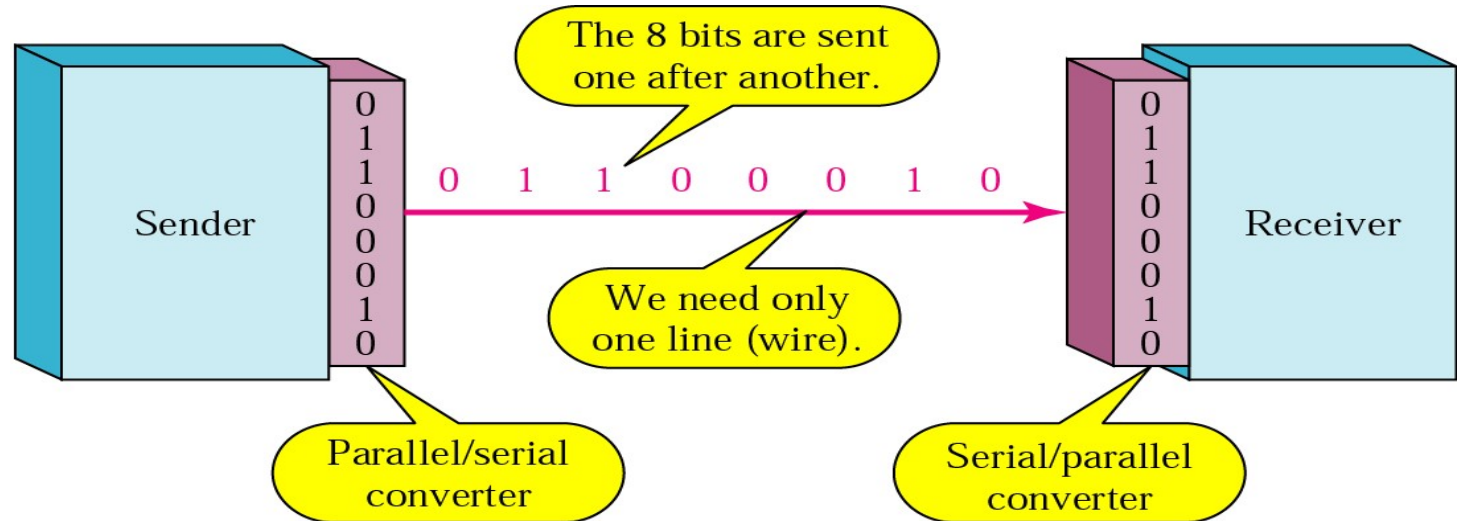 The 8 bits are sent
one after another.
0 1 1 0 0 0 1 0
Sender
0
1
1
0
0
0
1
0
We need only
one line (wire).
0
1
1
0
0
0
1
0
Receiver
Parallel/serial
converter
Serial/parallel
converter